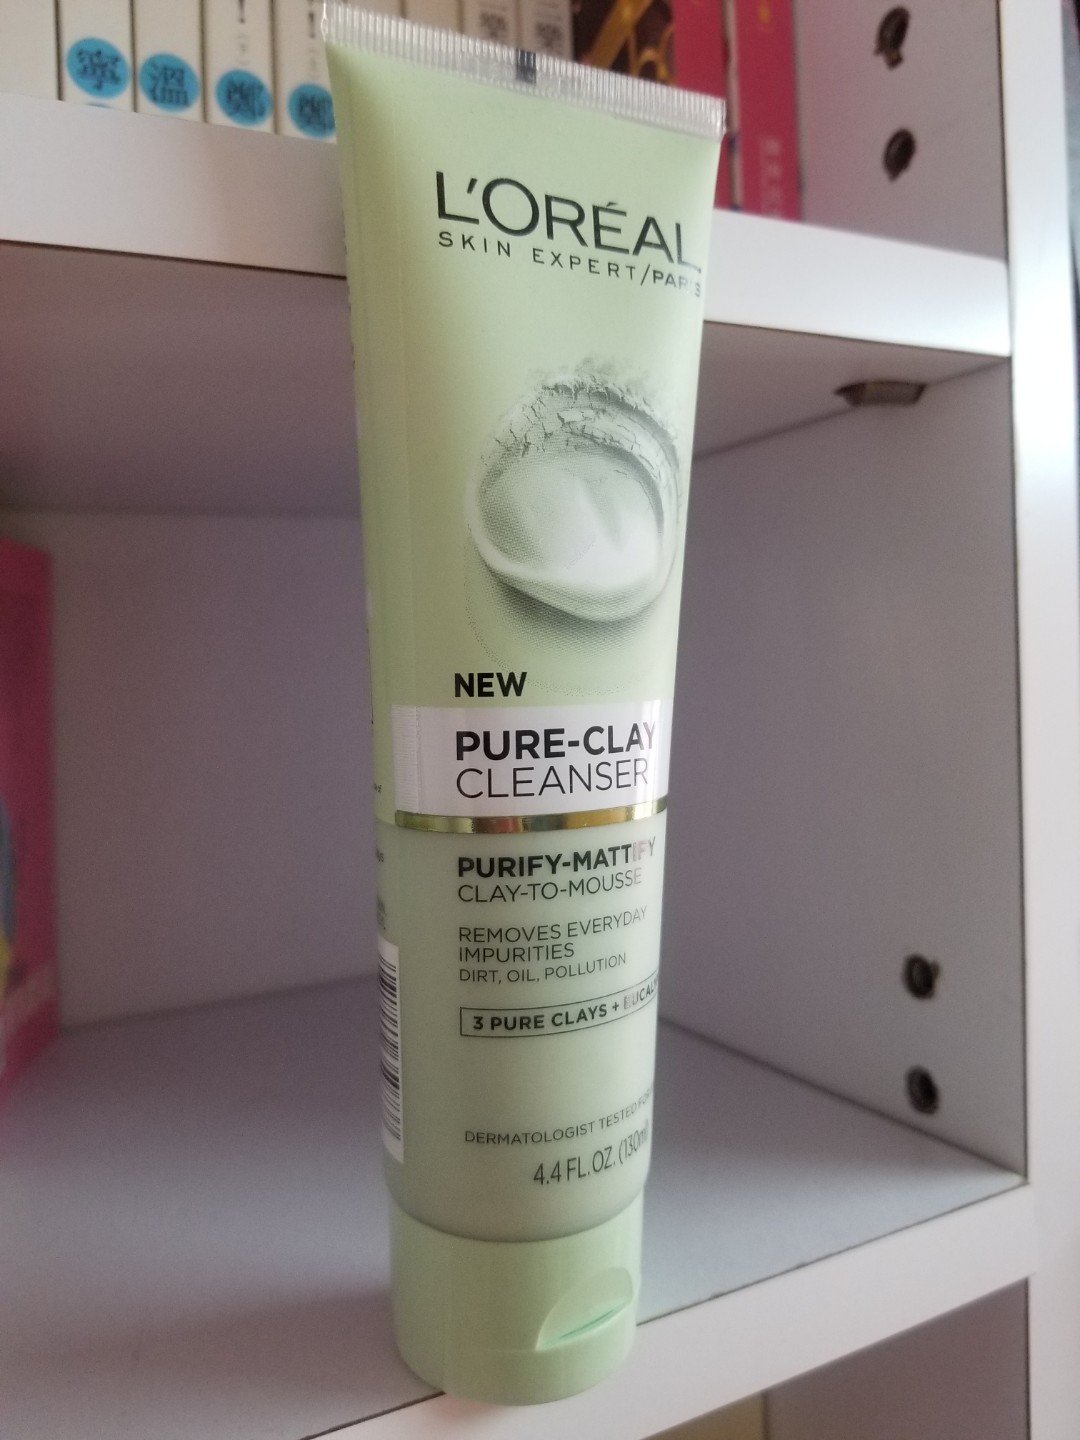 L'ORÉAL
SKIN EXPERT/PARIS
NEW
PURE-CLAY
CLEANSER
PURIFY-MATTIFY
CLAY-TO-MOUSSE
REMOVES EVERYDAY
IMPURITIES
DIRT, OIL, POLLUTION
3 PURE CLAYS +
DERMATOLOGIST TESTED
4.4 FL.OZ. (130ml)